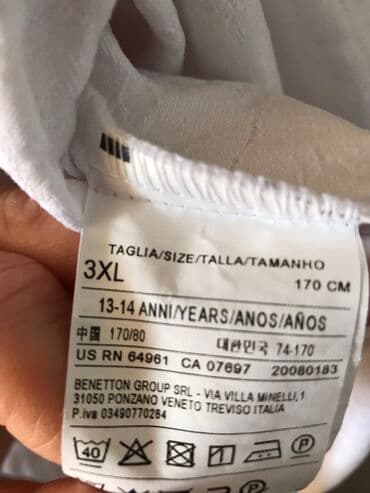 TAGLIA/SIZE/TALLA/TAMANHO
3XL 170 CM
13-14 ANNI/YEARS/ANOS/AÑOS
中国 170/80 대한민국 74-170
US RN 64961 CA 07697 20080183
BENETTON GROUP SRL - VIA VILLA MINELLI, 1
31050 PONZANO VENETO TREVISO ITALIA
P.iva 03490770264
40 P
P